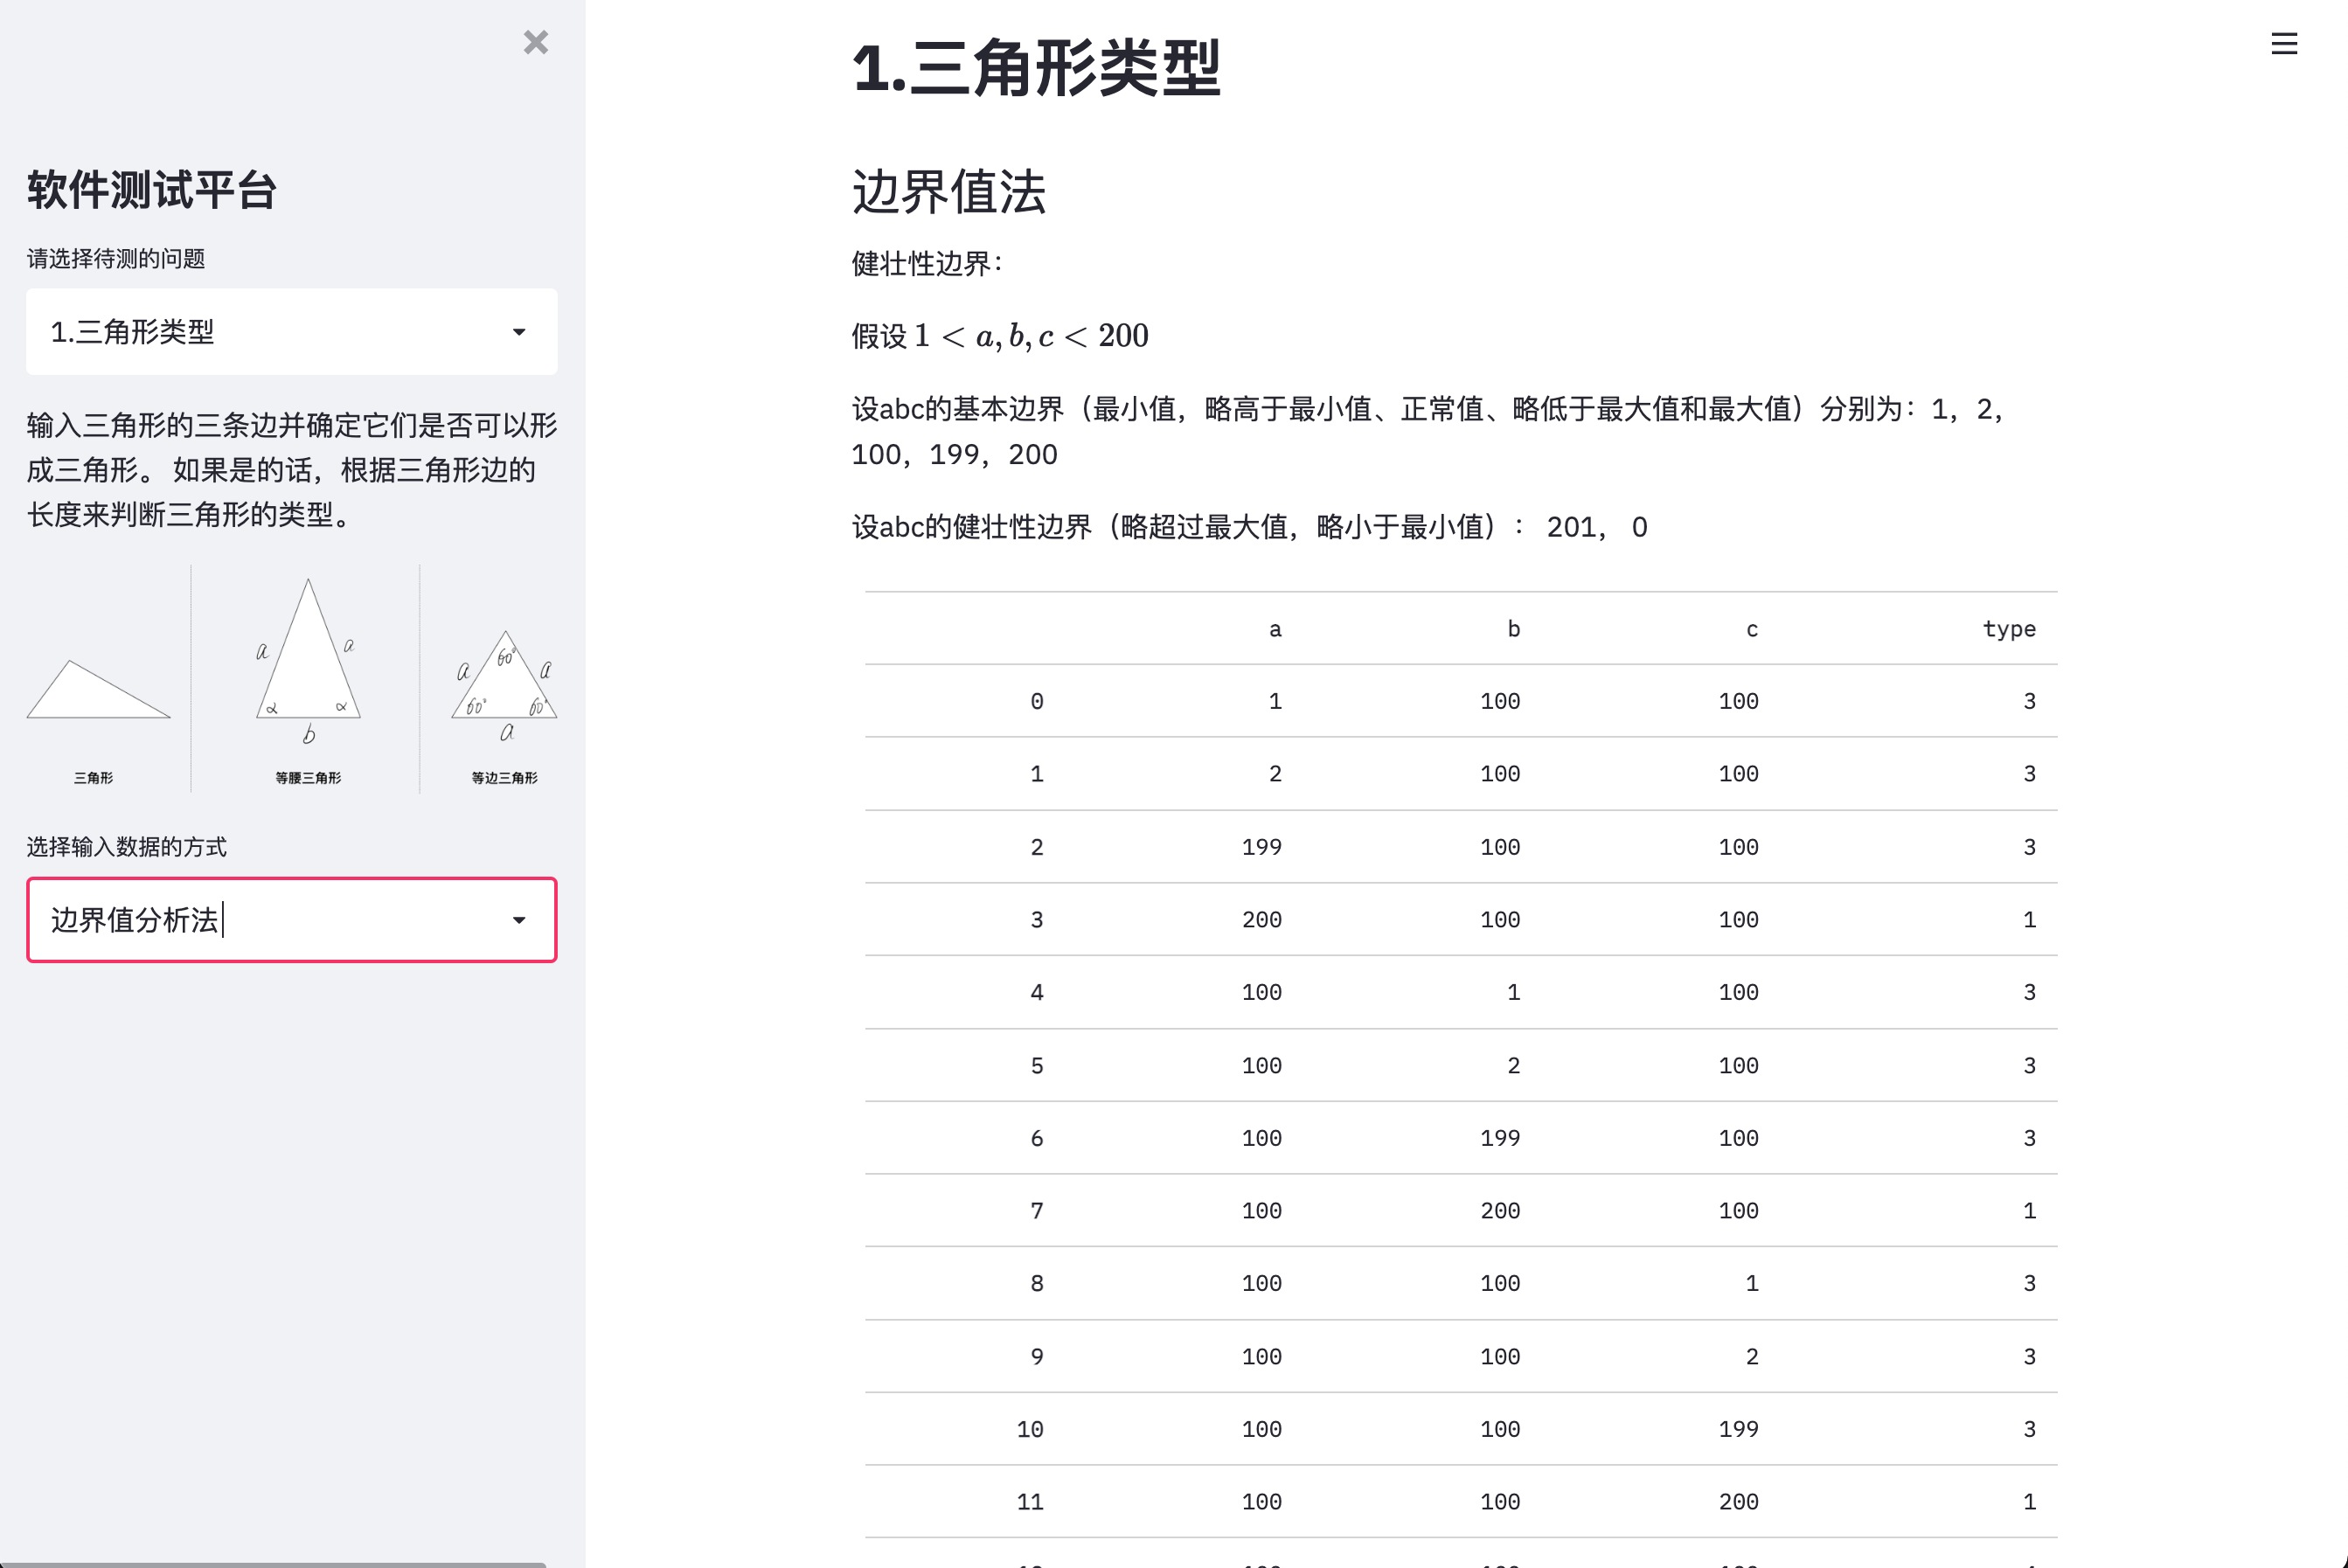 软件测试平台
请选择待测的问题
1.三角形类型
输入三角形的三条边并确定它们是否可以形
成三角形。 如果是的话，根据三角形边的
长度来判断三角形的类型。
a a α α b
a a 60° 60° 60° a
三角形 等腰三角形 等边三角形
选择输入数据的方式
边界值分析法
1.三角形类型
边界值法
健壮性边界：
假设 1 < a, b, c < 200
设abc的基本边界（最小值，略高于最小值、正常值、略低于最大值和最大值）分别为：1，2，
100，199，200
设abc的健壮性边界（略超过最大值，略小于最小值）： 201， 0
a b c type
0 1 100 100 3
1 2 100 100 3
2 199 100 100 3
3 200 100 100 1
4 100 1 100 3
5 100 2 100 3
6 100 199 100 3
7 100 200 100 1
8 100 100 1 3
9 100 100 2 3
10 100 100 199 3
11 100 100 200 1